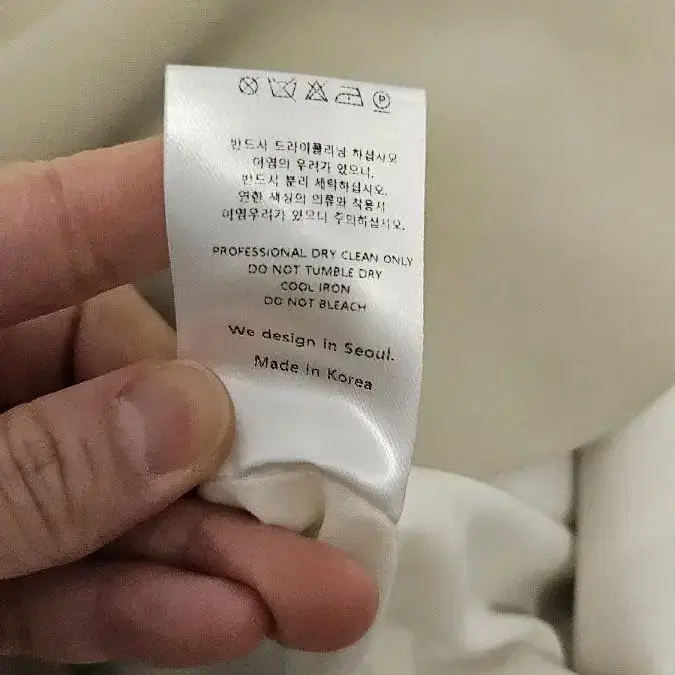 반드시 드라이클리닝 하십시오
이염의 우려가 있으니,
반드시 분리 세탁하십시오.
연한 색상의 의류와 착용시
이염우려가 있으니 주의하십시오.
PROFESSIONAL DRY CLEAN ONLY
DO NOT TUMBLE DRY
COOL IRON
DO NOT BLEACH
We design in Seoul.
Made in Korea